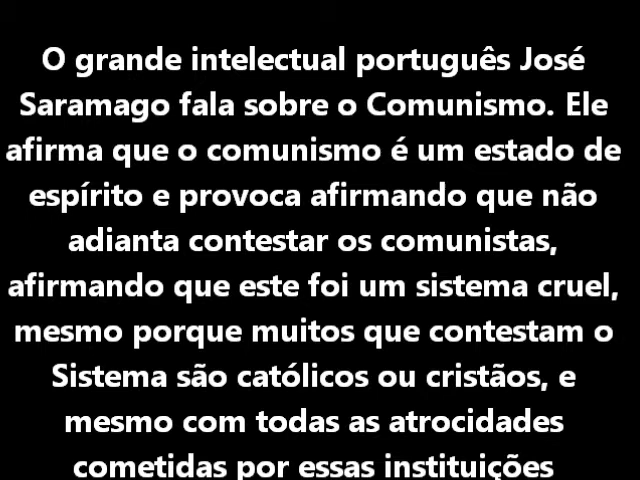 O grande intelectual português José
Saramago fala sobre o Comunismo. Ele
afirma que o comunismo é um estado de
espírito e provoca afirmando que não
adianta contestar os comunistas,
afirmando que este foi um sistema cruel,
mesmo porque muitos que contestam o
Sistema são católicos ou cristãos, e
mesmo com todas as atrocidades
cometidas por essas instituições